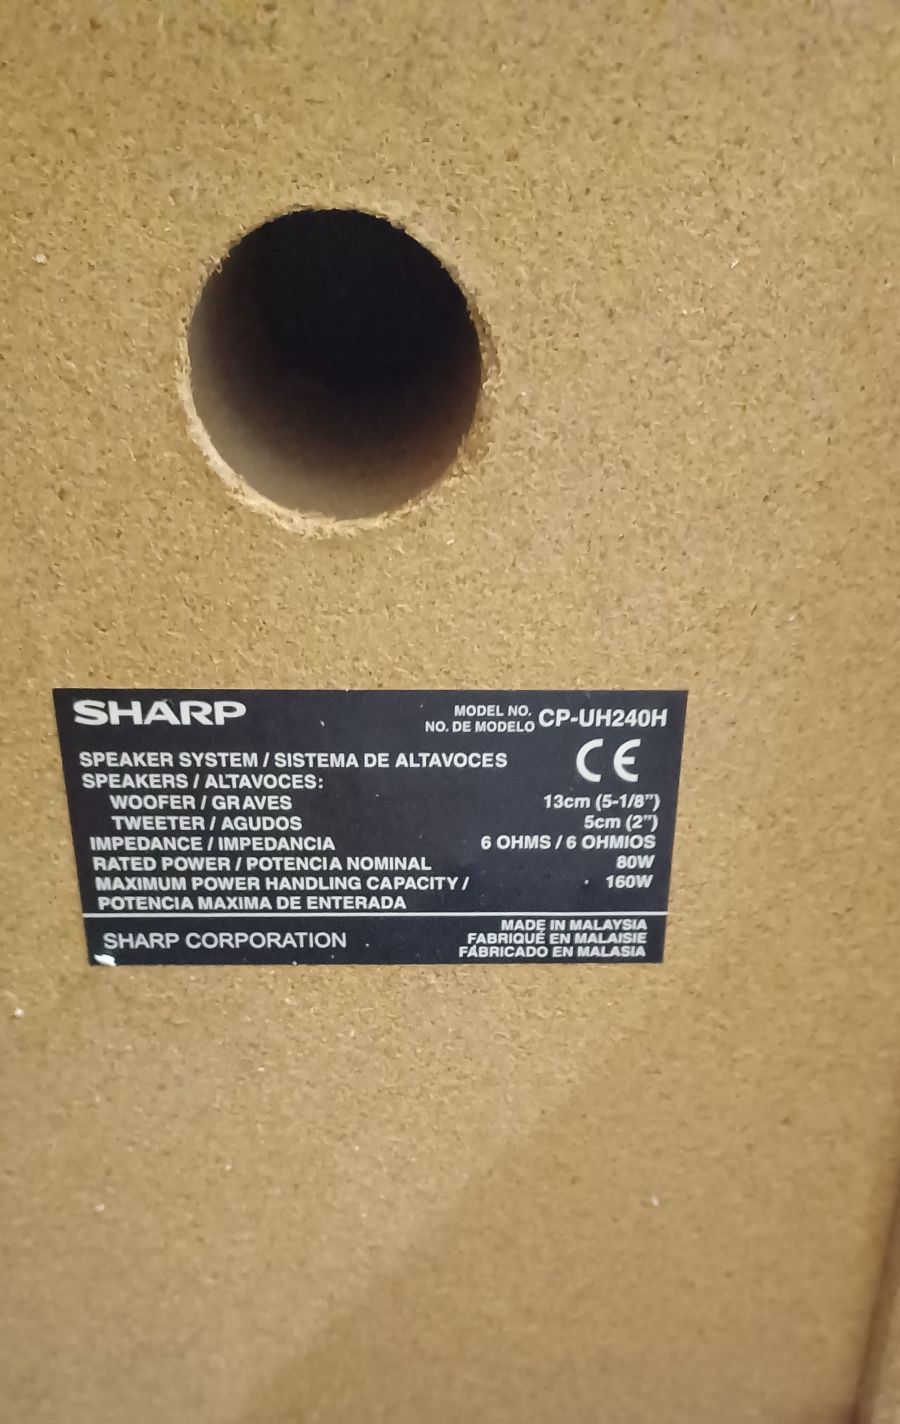 SHARP
MODEL NO.
NO. DE MODELO CP-UH240H
SPEAKER SYSTEM / SISTEMA DE ALTAVOCES CE
SPEAKERS / ALTAVOCES:
WOOFER / GRAVES 13cm (5-1/8")
TWEETER / AGUDOS 5cm (2")
IMPEDANCE / IMPEDANCIA 6 OHMS / 6 OHMIOS
RATED POWER / POTENCIA NOMINAL 80W
MAXIMUM POWER HANDLING CAPACITY / 160W
POTENCIA MAXIMA DE ENTERADA
SHARP CORPORATION
MADE IN MALAYSIA
FABRIQUÉ EN MALAISIE
FABRICADO EN MALASIA